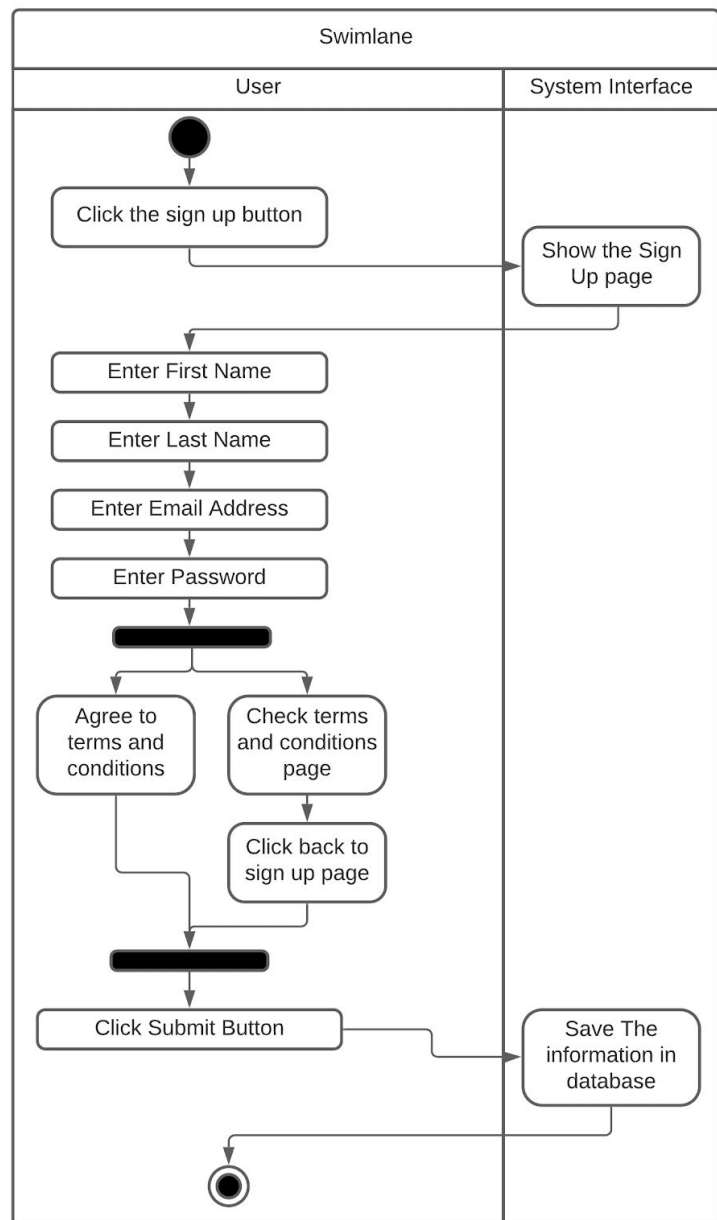 Swimlane
User
System Interface
Click the sign up button
Show the Sign
Up page
Enter First Name
Enter Last Name
Enter Email Address
Enter Password
Agree to
terms and
conditions
Check terms
and conditions
page
Click back to
sign up page
Click Submit Button
Save The
information in
database